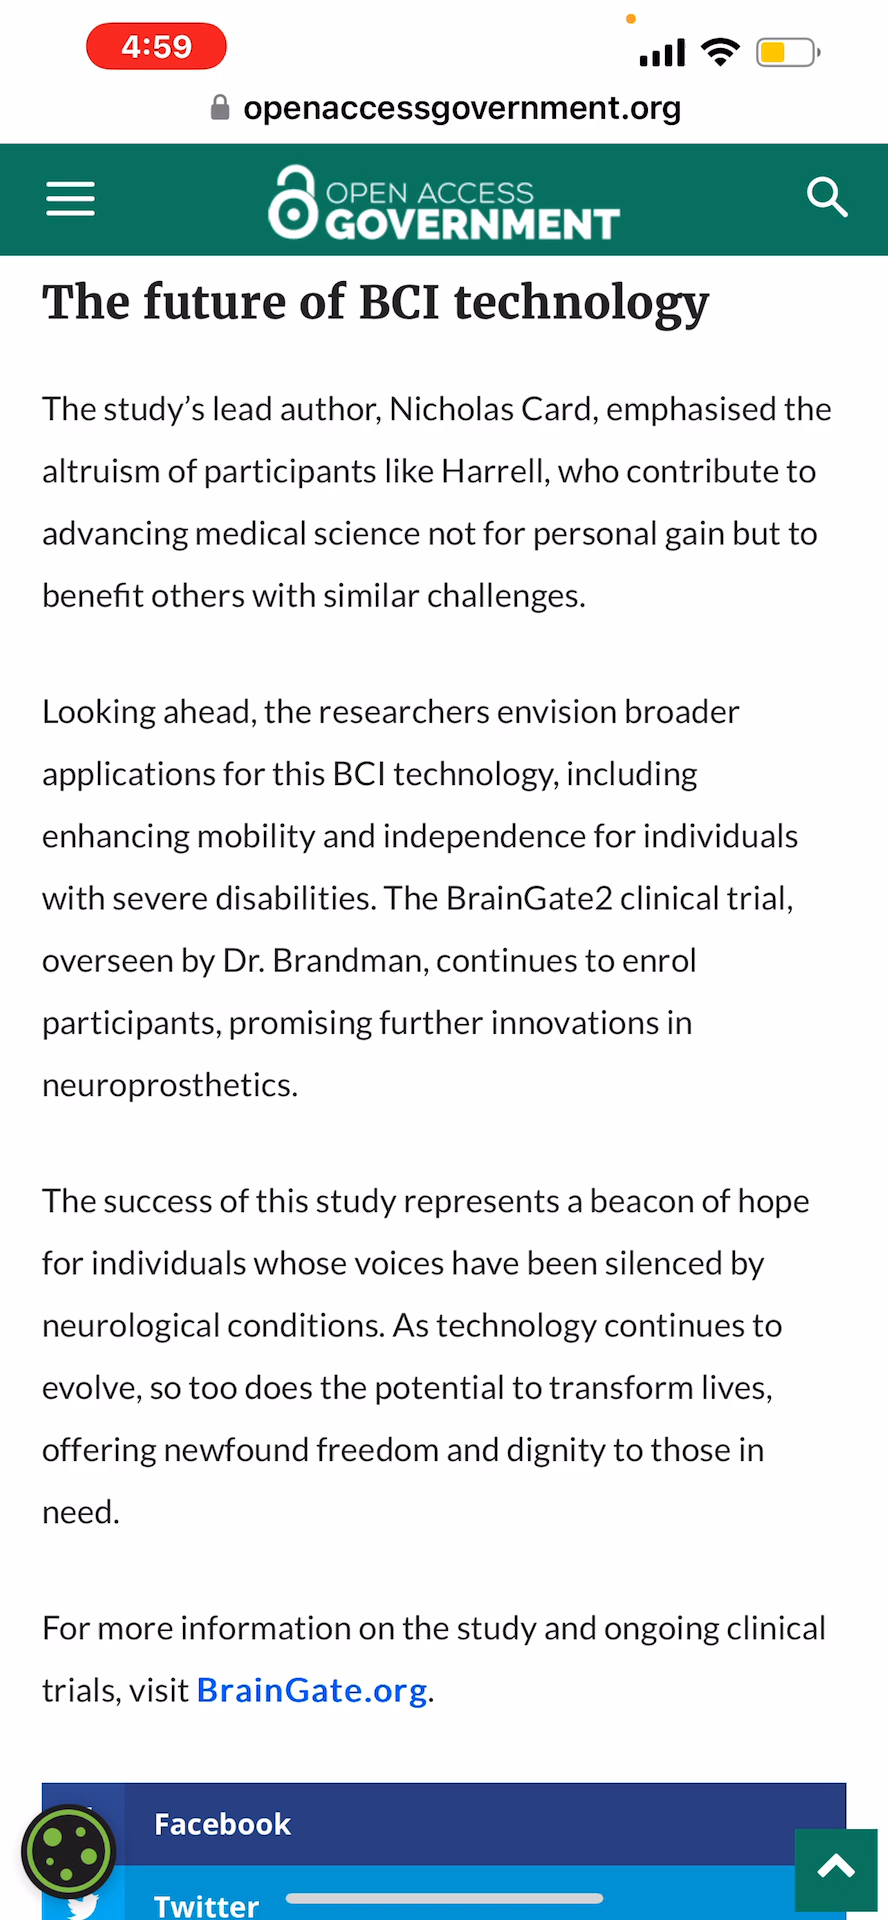 4:59
openaccessgovernment.org
OPEN ACCESS
GOVERNMENT
The future of BCI technology
The study’s lead author, Nicholas Card, emphasised the
altruism of participants like Harrell, who contribute to
advancing medical science not for personal gain but to
benefit others with similar challenges.
Looking ahead, the researchers envision broader
applications for this BCI technology, including
enhancing mobility and independence for individuals
with severe disabilities. The BrainGate2 clinical trial,
overseen by Dr. Brandman, continues to enrol
participants, promising further innovations in
neuroprosthetics.
The success of this study represents a beacon of hope
for individuals whose voices have been silenced by
neurological conditions. As technology continues to
evolve, so too does the potential to transform lives,
offering newfound freedom and dignity to those in
need.
For more information on the study and ongoing clinical
trials, visit BrainGate.org.
Facebook
Twitter